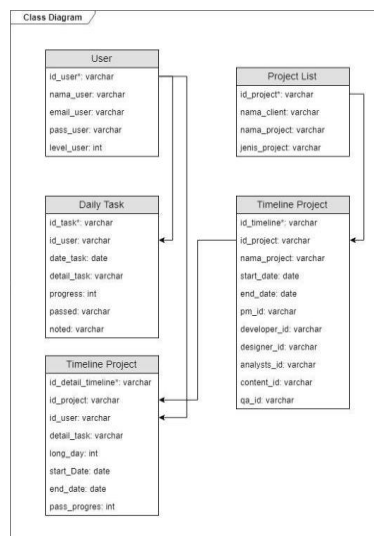 Class Diagram
User
id_user*: varchar
nama_user: varchar
email_user: varchar
pass_user: varchar
level_user: int
Project List
id_project*: varchar
nama_client: varchar
nama_project: varchar
jenis_project: varchar
Daily Task
id_task*: varchar
id_user: varchar
date_task: date
detail_task: varchar
progress: int
passed: varchar
noted: varchar
Timeline Project
id_timeline*: varchar
id_project: varchar
nama_project: varchar
start_date: date
end_date: date
pm_id: varchar
developer_id: varchar
designer_id: varchar
analysts_id: varchar
content_id: varchar
qa_id: varchar
Timeline Project
id_detail_timeline*: varchar
id_project: varchar
id_user: varchar
detail_task: varchar
long_day: int
start_Date: date
end_date: date
pass_progres: int